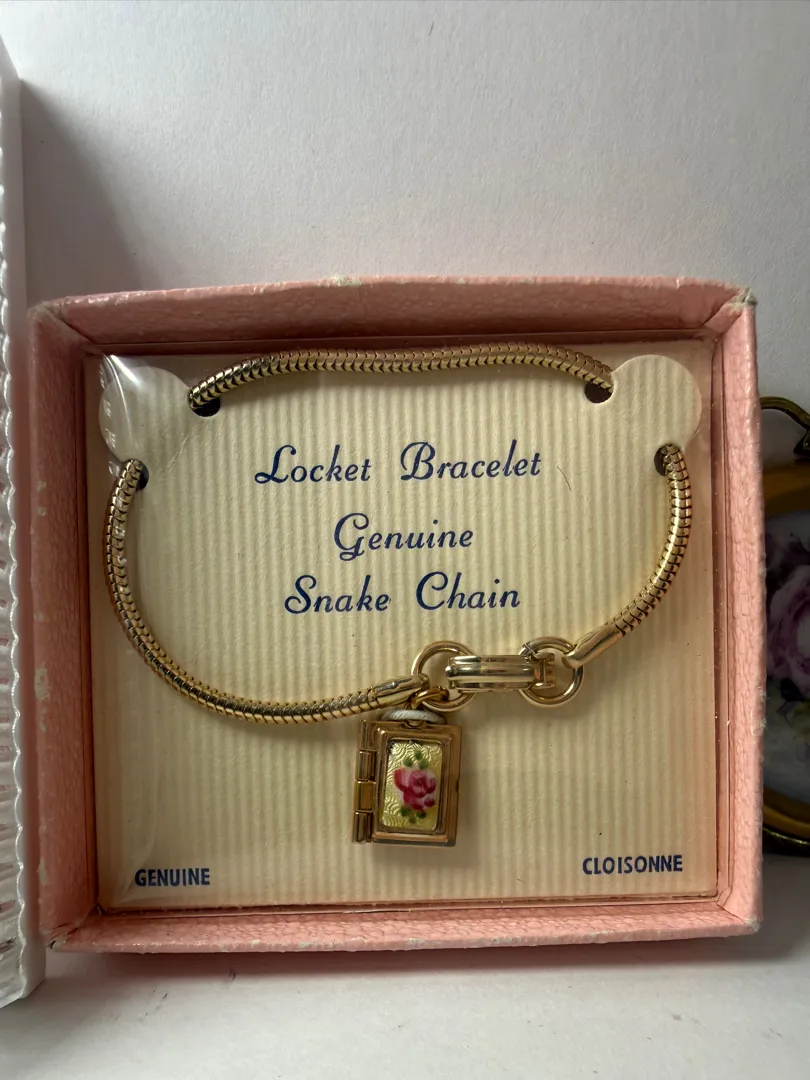 Locket Bracelet
Genuine
Snake Chain
GENUINE
CLOISONNE